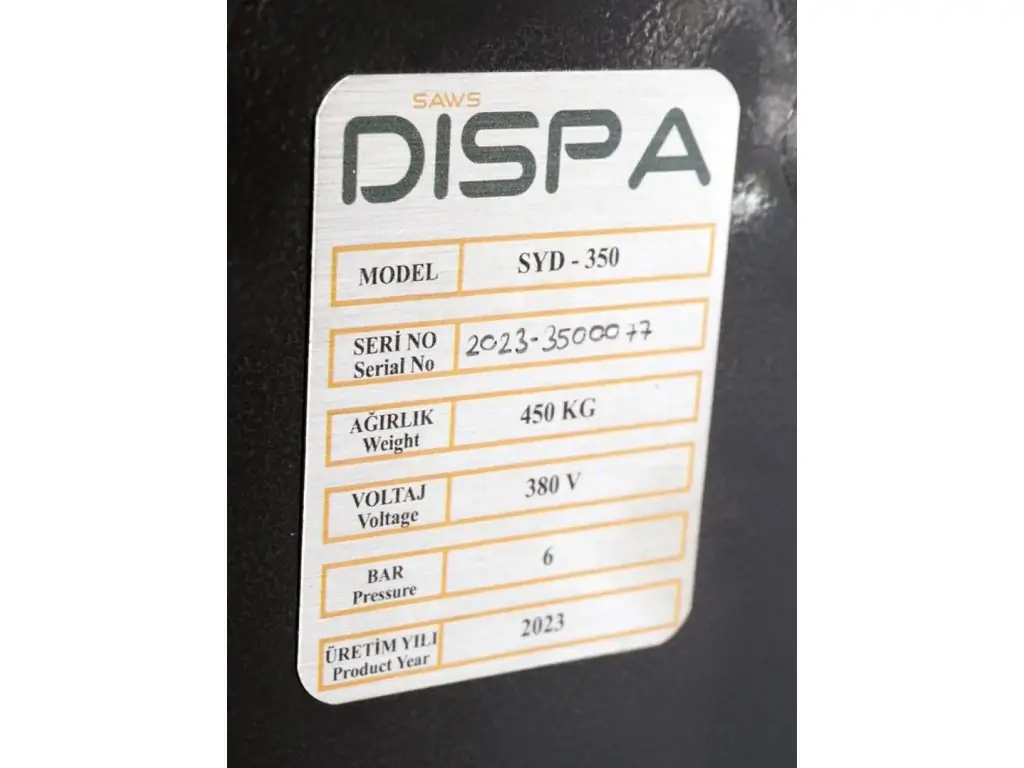 SAWS
DISPA
MODEL SYD - 350
SERİ NO
Serial No 2023-3500077
AĞIRLIK
Weight 450 KG
VOLTAJ
Voltage 380 V
BAR
Pressure 6
ÜRETİM YILI
Product Year 2023